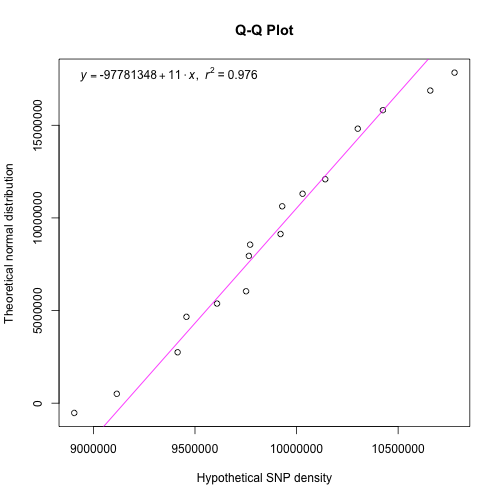 Q-Q Plot
y = -97781348 + 11 · x, r² = 0.976
Theoretical normal distribution
15000000
10000000
5000000
0
9000000 9500000 10000000 10500000
Hypothetical SNP density